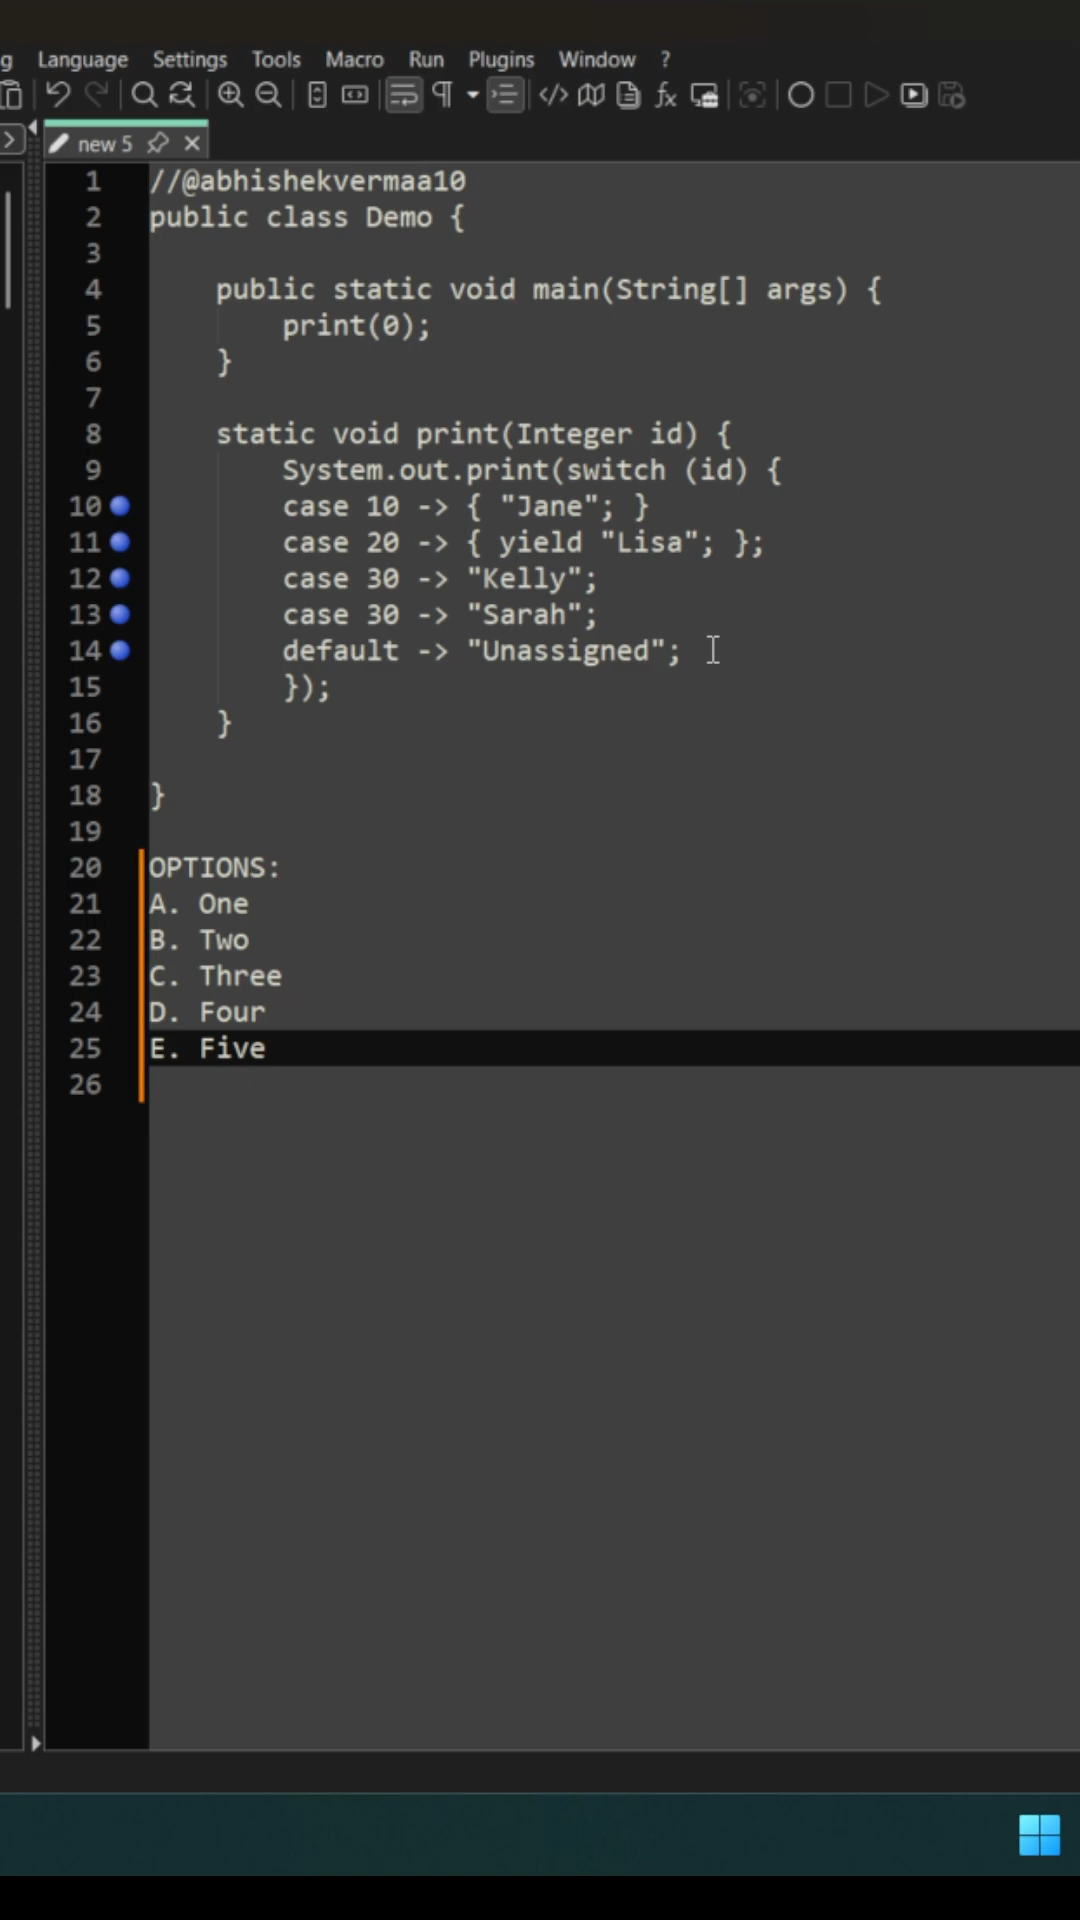 g Language Settings Tools Macro Run Plugins Window ?
new 5
1 //@abhishekvermaa10
2 public class Demo {
3
4 public static void main(String[] args) {
5 print(0);
6 }
7
8 static void print(Integer id) {
9 System.out.print(switch (id) {
10 case 10 -> { "Jane"; }
11 case 20 -> { yield "Lisa"; };
12 case 30 -> "Kelly";
13 case 30 -> "Sarah";
14 default -> "Unassigned";
15 });
16 }
17
18 }
19
20 OPTIONS:
21 A. One
22 B. Two
23 C. Three
24 D. Four
25 E. Five
26